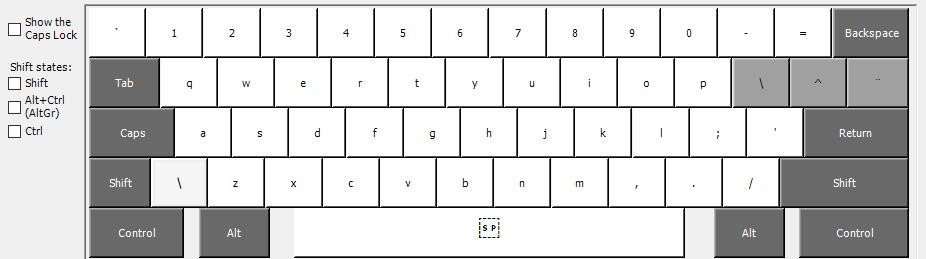 Show the
Caps Lock
Shift states:
Shift
Alt+Ctrl
(AltGr)
Ctrl
` 1 2 3 4 5 6 7 8 9 0 - = Backspace
Tab q w e r t y u i o p \ ^ ¨
Caps a s d f g h j k l ; ' Return
Shift \ z x c v b n m , . / Shift
Control Alt SP Alt Control